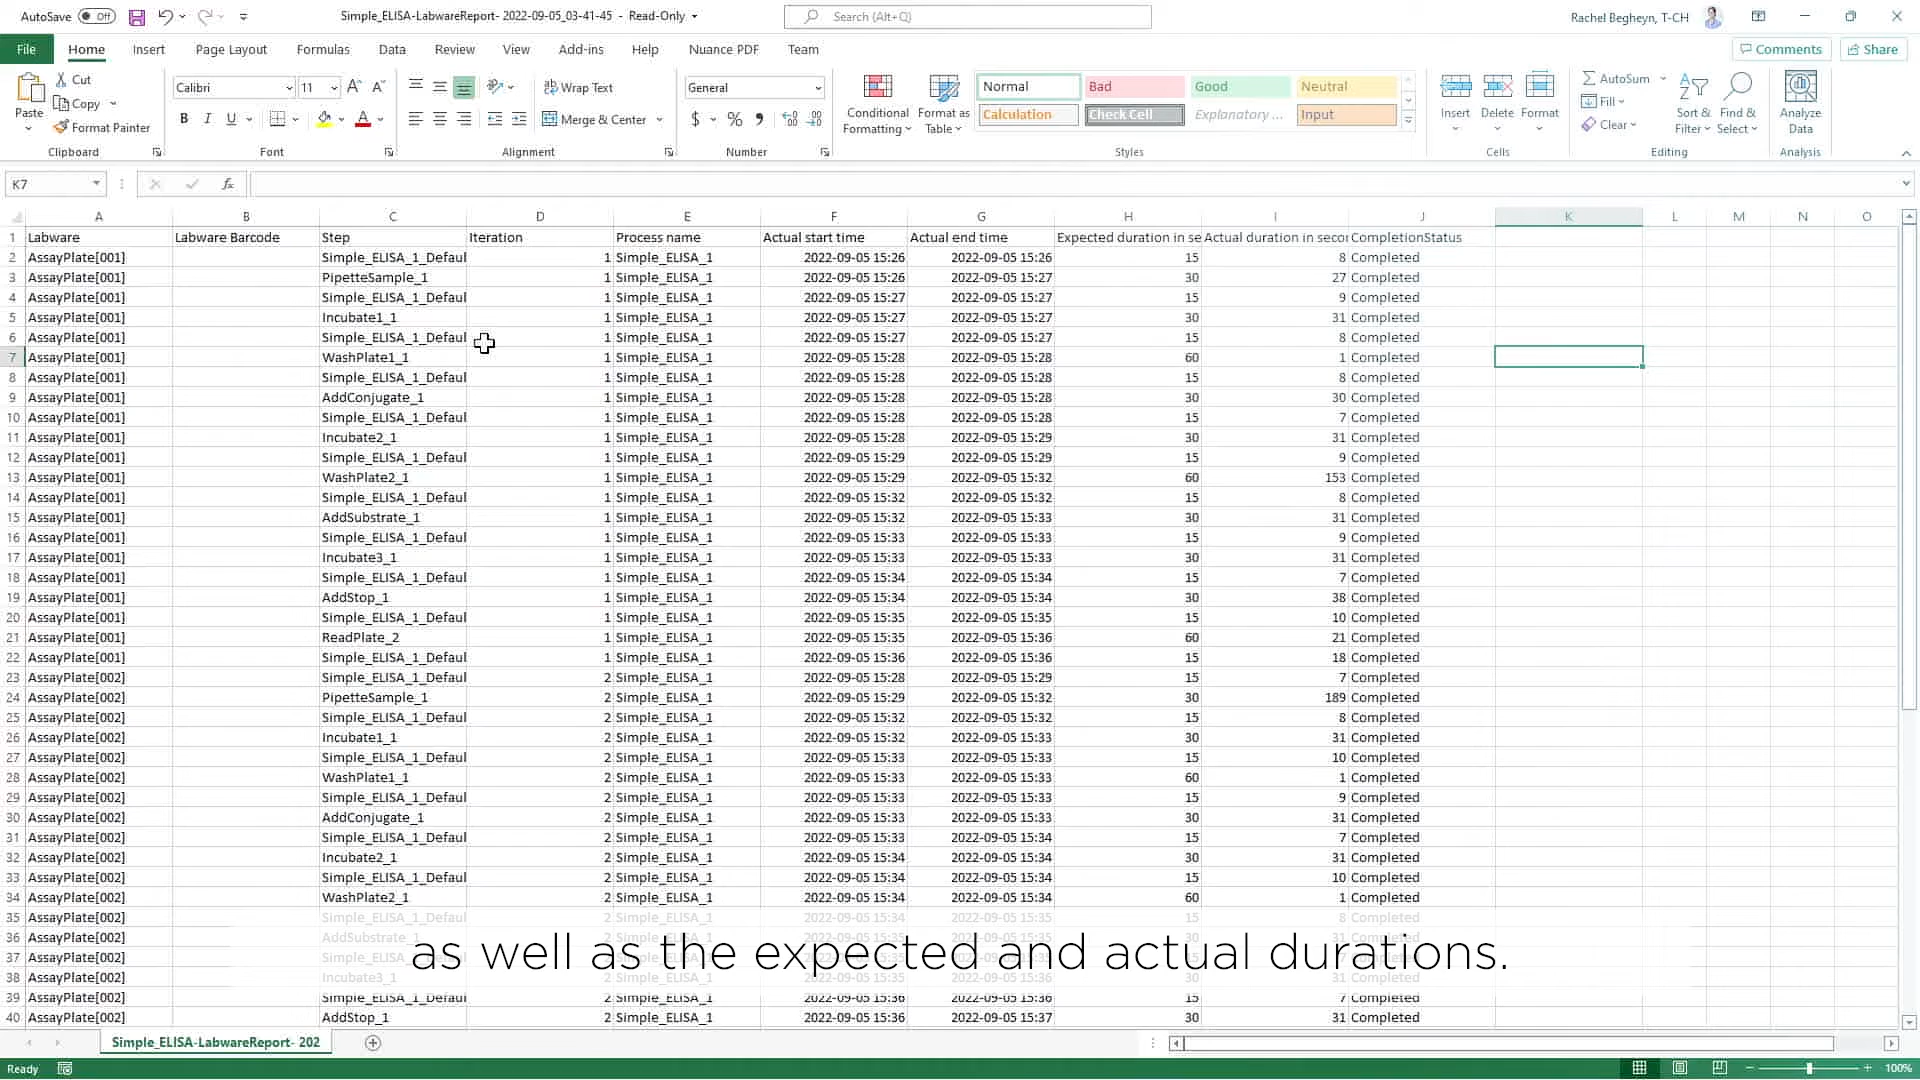 AutoSave Off Simple_ELISA-LabwareReport- 2022-09-05_03-41-45 - Read-Only Search (Alt+Q) Rachel Begheyn, T-CH
File Home Insert Page Layout Formulas Data Review View Add-ins Help Nuance PDF Team Comments Share
Paste Cut Copy Format Painter Clipboard
Calibri 11 A A B I U A Font
Wrap Text Merge & Center Alignment
General $ % Number
Conditional Formatting Format as Table Normal Bad Good Neutral
Calculation Check Cell Explanatory ... Input Styles
Insert Delete Format Cells
AutoSum Fill Clear Sort & Filter Find & Select Editing
Analyze Data Analysis
K7 fx
A B C D E F G H I J K L M N O
1 Labware Labware Barcode Step Iteration Process name Actual start time Actual end time Expected duration in se Actual duration in secon CompletionStatus
2 AssayPlate[001] Simple_ELISA_1_Defaul 1 Simple_ELISA_1 2022-09-05 15:26 2022-09-05 15:26 15 8 Completed
3 AssayPlate[001] PipetteSample_1 1 Simple_ELISA_1 2022-09-05 15:26 2022-09-05 15:27 30 27 Completed
4 AssayPlate[001] Simple_ELISA_1_Defaul 1 Simple_ELISA_1 2022-09-05 15:27 2022-09-05 15:27 15 9 Completed
5 AssayPlate[001] Incubate1_1 1 Simple_ELISA_1 2022-09-05 15:27 2022-09-05 15:27 30 31 Completed
6 AssayPlate[001] Simple_ELISA_1_Defaul 1 Simple_ELISA_1 2022-09-05 15:27 2022-09-05 15:27 15 8 Completed
7 AssayPlate[001] WashPlate1_1 1 Simple_ELISA_1 2022-09-05 15:28 2022-09-05 15:28 60 1 Completed
8 AssayPlate[001] Simple_ELISA_1_Defaul 1 Simple_ELISA_1 2022-09-05 15:28 2022-09-05 15:28 15 8 Completed
9 AssayPlate[001] AddConjugate_1 1 Simple_ELISA_1 2022-09-05 15:28 2022-09-05 15:28 30 30 Completed
10 AssayPlate[001] Simple_ELISA_1_Defaul 1 Simple_ELISA_1 2022-09-05 15:28 2022-09-05 15:28 15 7 Completed
11 AssayPlate[001] Incubate2_1 1 Simple_ELISA_1 2022-09-05 15:28 2022-09-05 15:29 30 31 Completed
12 AssayPlate[001] Simple_ELISA_1_Defaul 1 Simple_ELISA_1 2022-09-05 15:29 2022-09-05 15:29 15 9 Completed
13 AssayPlate[001] WashPlate2_1 1 Simple_ELISA_1 2022-09-05 15:29 2022-09-05 15:32 60 153 Completed
14 AssayPlate[001] Simple_ELISA_1_Defaul 1 Simple_ELISA_1 2022-09-05 15:32 2022-09-05 15:32 15 8 Completed
15 AssayPlate[001] AddSubstrate_1 1 Simple_ELISA_1 2022-09-05 15:32 2022-09-05 15:33 30 31 Completed
16 AssayPlate[001] Simple_ELISA_1_Defaul 1 Simple_ELISA_1 2022-09-05 15:33 2022-09-05 15:33 15 9 Completed
17 AssayPlate[001] Incubate3_1 1 Simple_ELISA_1 2022-09-05 15:33 2022-09-05 15:33 30 31 Completed
18 AssayPlate[001] Simple_ELISA_1_Defaul 1 Simple_ELISA_1 2022-09-05 15:34 2022-09-05 15:34 15 7 Completed
19 AssayPlate[001] AddStop_1 1 Simple_ELISA_1 2022-09-05 15:34 2022-09-05 15:34 30 38 Completed
20 AssayPlate[001] Simple_ELISA_1_Defaul 1 Simple_ELISA_1 2022-09-05 15:35 2022-09-05 15:35 15 10 Completed
21 AssayPlate[001] ReadPlate_2 1 Simple_ELISA_1 2022-09-05 15:35 2022-09-05 15:36 60 21 Completed
22 AssayPlate[001] Simple_ELISA_1_Defaul 1 Simple_ELISA_1 2022-09-05 15:36 2022-09-05 15:36 15 18 Completed
23 AssayPlate[002] Simple_ELISA_1_Defaul 2 Simple_ELISA_1 2022-09-05 15:28 2022-09-05 15:29 15 7 Completed
24 AssayPlate[002] PipetteSample_1 2 Simple_ELISA_1 2022-09-05 15:29 2022-09-05 15:32 30 189 Completed
25 AssayPlate[002] Simple_ELISA_1_Defaul 2 Simple_ELISA_1 2022-09-05 15:32 2022-09-05 15:32 15 8 Completed
26 AssayPlate[002] Incubate1_1 2 Simple_ELISA_1 2022-09-05 15:32 2022-09-05 15:33 30 31 Completed
27 AssayPlate[002] Simple_ELISA_1_Defaul 2 Simple_ELISA_1 2022-09-05 15:33 2022-09-05 15:33 15 10 Completed
28 AssayPlate[002] WashPlate1_1 2 Simple_ELISA_1 2022-09-05 15:33 2022-09-05 15:33 60 1 Completed
29 AssayPlate[002] Simple_ELISA_1_Defaul 2 Simple_ELISA_1 2022-09-05 15:33 2022-09-05 15:33 15 9 Completed
30 AssayPlate[002] AddConjugate_1 2 Simple_ELISA_1 2022-09-05 15:33 2022-09-05 15:33 30 31 Completed
31 AssayPlate[002] Simple_ELISA_1_Defaul 2 Simple_ELISA_1 2022-09-05 15:33 2022-09-05 15:34 15 7 Completed
32 AssayPlate[002] Incubate2_1 2 Simple_ELISA_1 2022-09-05 15:34 2022-09-05 15:34 30 31 Completed
33 AssayPlate[002] Simple_ELISA_1_Defaul 2 Simple_ELISA_1 2022-09-05 15:34 2022-09-05 15:34 15 10 Completed
34 AssayPlate[002] WashPlate2_1 2 Simple_ELISA_1 2022-09-05 15:34 2022-09-05 15:34 60 1 Completed
35 AssayPlate[002] Simple_ELISA_1_Defaul 2 Simple_ELISA_1 2022-09-05 15:34 2022-09-05 15:35 15 8 Completed
36 AssayPlate[002] AddSubstrate_1
as well as the expected and actual durations.
37 AssayPlate[002]
38 AssayPlate[002] Incubate3_1 30 31 Completed
39 AssayPlate[002] Simple_ELISA_1_Defaul 2 Simple_ELISA_1 2022-09-05 15:36 2022-09-05 15:36 15 7 Completed
40 AssayPlate[002] AddStop_1 2 Simple_ELISA_1 2022-09-05 15:36 2022-09-05 15:37 30 31 Completed
Simple_ELISA-LabwareReport- 202
Ready 100%